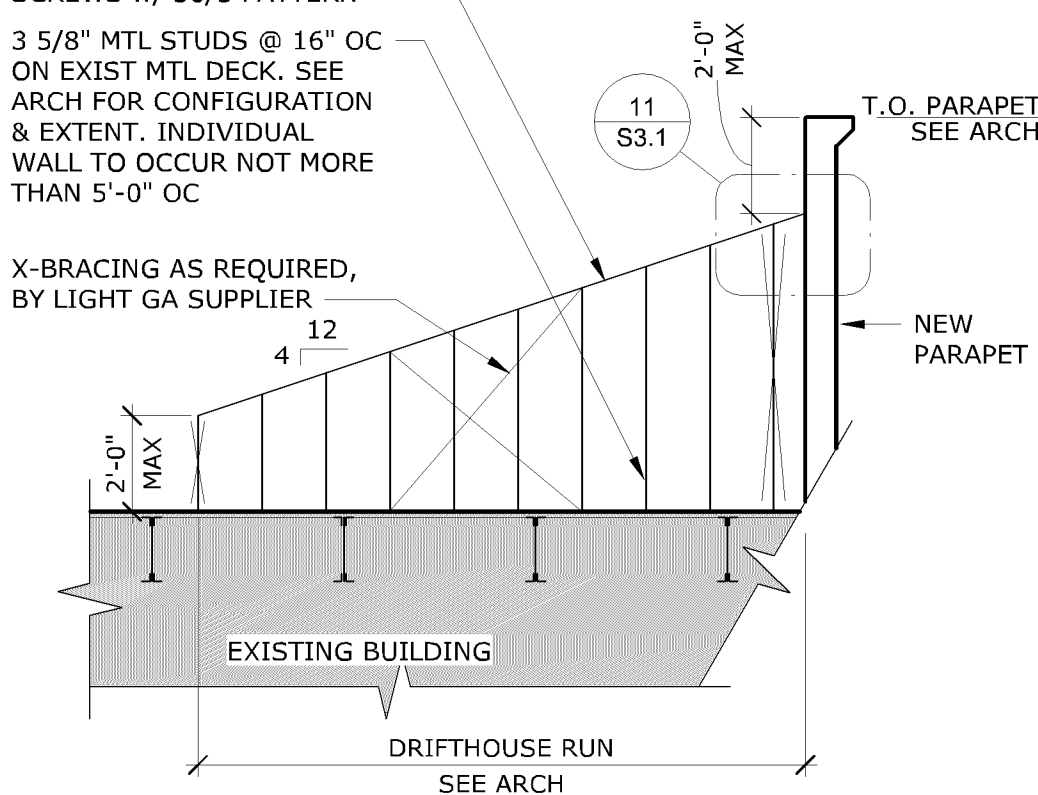 3 5/8" MTL STUDS @ 16" OC
ON EXIST MTL DECK. SEE
ARCH FOR CONFIGURATION
& EXTENT. INDIVIDUAL
WALL TO OCCUR NOT MORE
THAN 5'-0" OC
X-BRACING AS REQUIRED,
BY LIGHT GA SUPPLIER
12
4
2'-0"
MAX
11
S3.1
2'-0"
MAX
T.O. PARAPET
SEE ARCH
NEW
PARAPET
EXISTING BUILDING
DRIFTHOUSE RUN
SEE ARCH